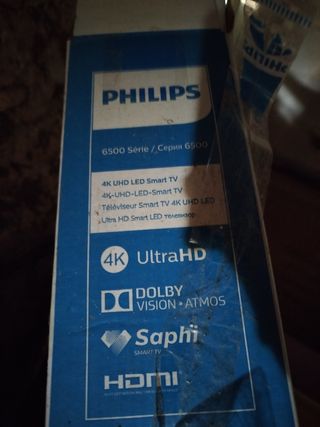 PHILIPS
PHILIPS
6500 Série / Серия 6500
4K UHD LED Smart TV
4K-UHD-LED-Smart TV
Téléviseur Smart TV 4K UHD LED
Ultra HD Smart LED телевизор
4K UltraHD
DOLBY
VISION·ATMOS
Saphi
SMART TV
HDMI